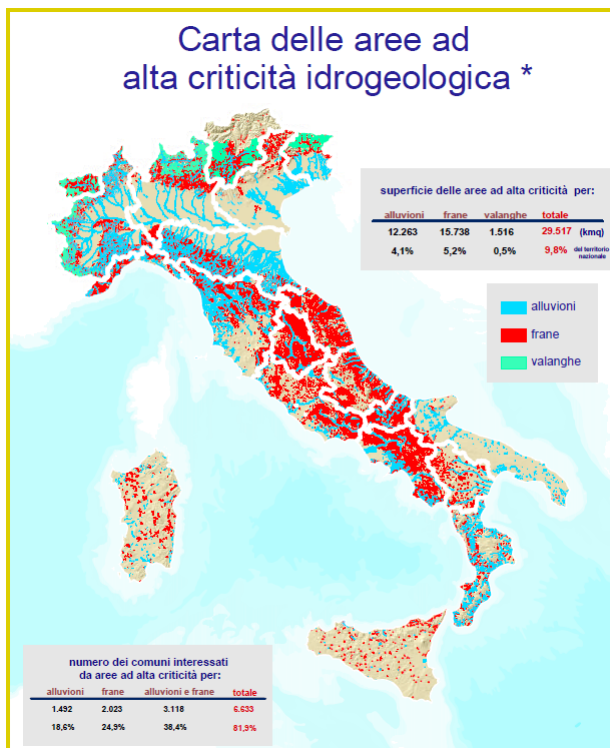 Carta delle aree ad
alta criticità idrogeologica *
superficie delle aree ad alta criticità per:
alluvioni frane valanghe totale
12.263 15.738 1.516 29.517 (kmq)
4,1% 5,2% 0,5% 9,8% del territorio nazionale
alluvioni
frane
valanghe
numero dei comuni interessati
da aree ad alta criticità per:
alluvioni frane alluvioni e frane totale
1.492 2.023 3.118 6.633
18,6% 24,9% 38,4% 81,9%